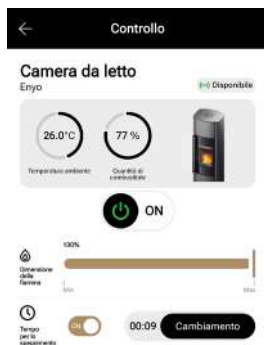 Controllo
Camera da letto
Enyo
Disponibile
26.0°C
77 %
Temperatura ambiente
Quantità di
combustibile
ON
100%
Dimensione
della
fiamma
Min
Max
Tempo
per lo
spegnimento
ON
00:09
Cambiamento